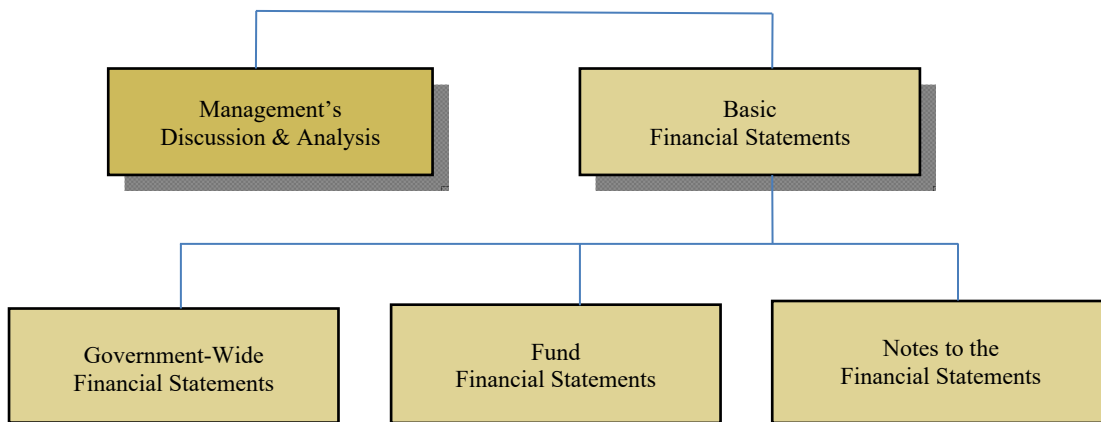 Management’s
Discussion & Analysis
Basic
Financial Statements
Government-Wide
Financial Statements
Fund
Financial Statements
Notes to the
Financial Statements